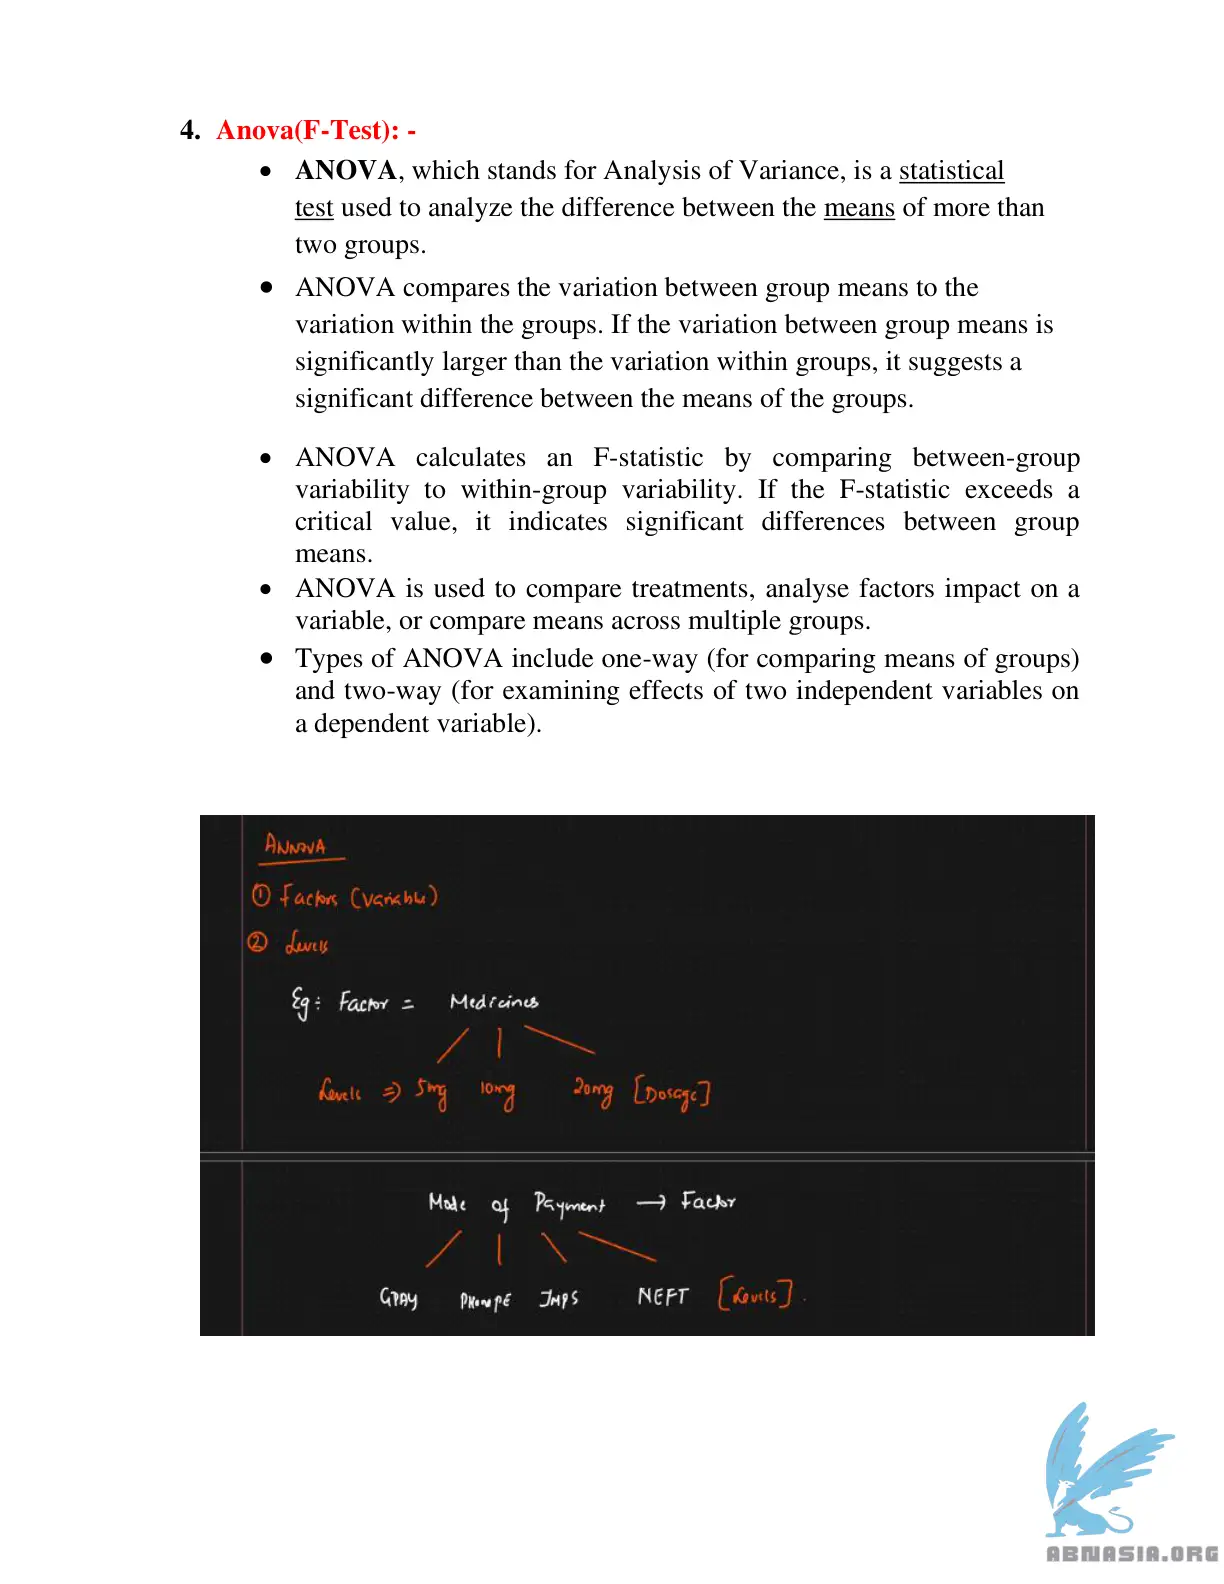 4. Anova(F-Test): -
• ANOVA, which stands for Analysis of Variance, is a statistical
test used to analyze the difference between the means of more than
two groups.
• ANOVA compares the variation between group means to the
variation within the groups. If the variation between group means is
significantly larger than the variation within groups, it suggests a
significant difference between the means of the groups.
• ANOVA calculates an F-statistic by comparing between-group
variability to within-group variability. If the F-statistic exceeds a
critical value, it indicates significant differences between group
means.
• ANOVA is used to compare treatments, analyse factors impact on a
variable, or compare means across multiple groups.
• Types of ANOVA include one-way (for comparing means of groups)
and two-way (for examining effects of two independent variables on
a dependent variable).
ANNOVA
① Factors (Variable)
② Levels
Eg: Factor = Medicines
Levels ⇒ 5mg 10mg 20mg [Dosage]
Mode of Payment → Factor
GPAY PHONEPE IMPS NEFT [Levels].
ABNASIA.ORG